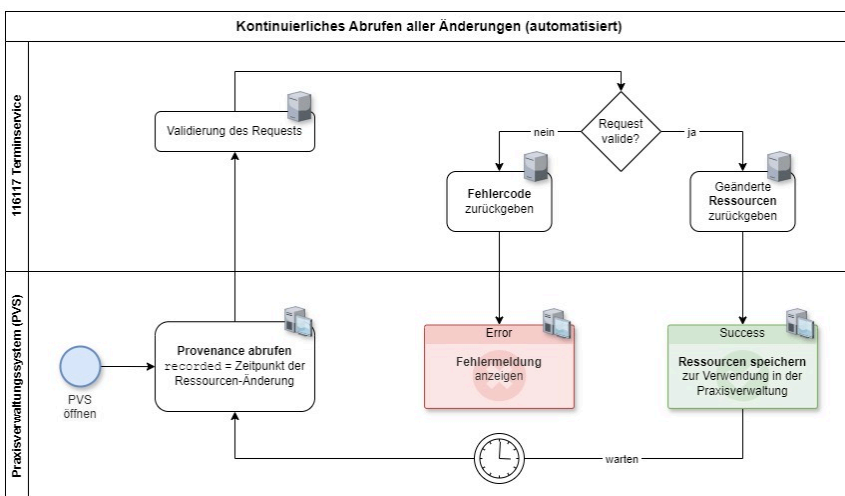 Kontinuierliches Abrufen aller Änderungen (automatisiert)
116117 Terminservice
Validierung des Requests
Request
valide?
nein
ja
Fehlercode
zurückgeben
Geänderte
Ressourcen
zurückgeben
Praxisverwaltungssystem (PVS)
PVS
öffnen
Provenance abrufen
recorded = Zeitpunkt der
Ressourcen-Änderung
Error
Fehlermeldung
anzeigen
Success
Ressourcen speichern
zur Verwendung in der
Praxisverwaltung
warten